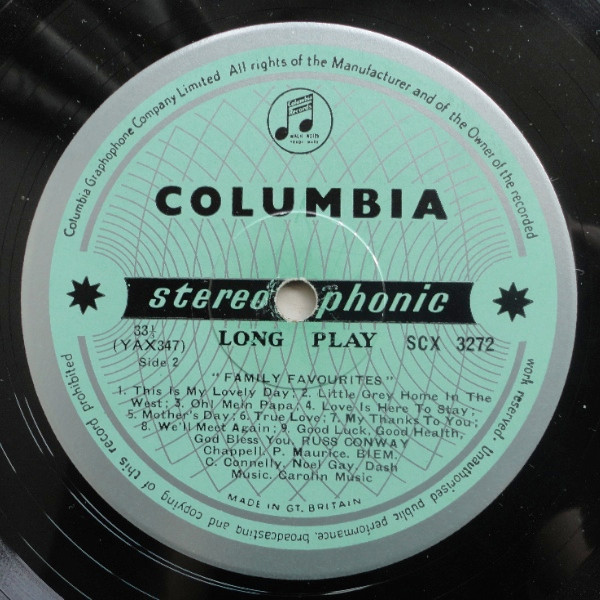 Columbia Graphophone Company Limited All rights of the Manufacturer and of the Owner of the recorded
work reserved· Unauthorised public performance, broadcasting and copying of this record prohibited
Columbia
Records
COLUMBIA
stereo phonic
33⅓
(YAX347)
Side 2
LONG PLAY
SCX 3272
"FAMILY FAVOURITES"
1. This Is My Lovely Day; 2. Little Grey Home In The
West; 3. Oh! Mein Papa; 4. Love Is Here To Stay;
5. Mother's Day; 6. True Love; 7. My Thanks To You;
8. We'll Meet Again; 9. Good Luck, Good Health,
God Bless You. RUSS CONWAY
Chappell. P. Maurice. BIEM.
C. Connelly, Noel Gay, Dash
Music. Carolin Music
MADE IN GT. BRITAIN